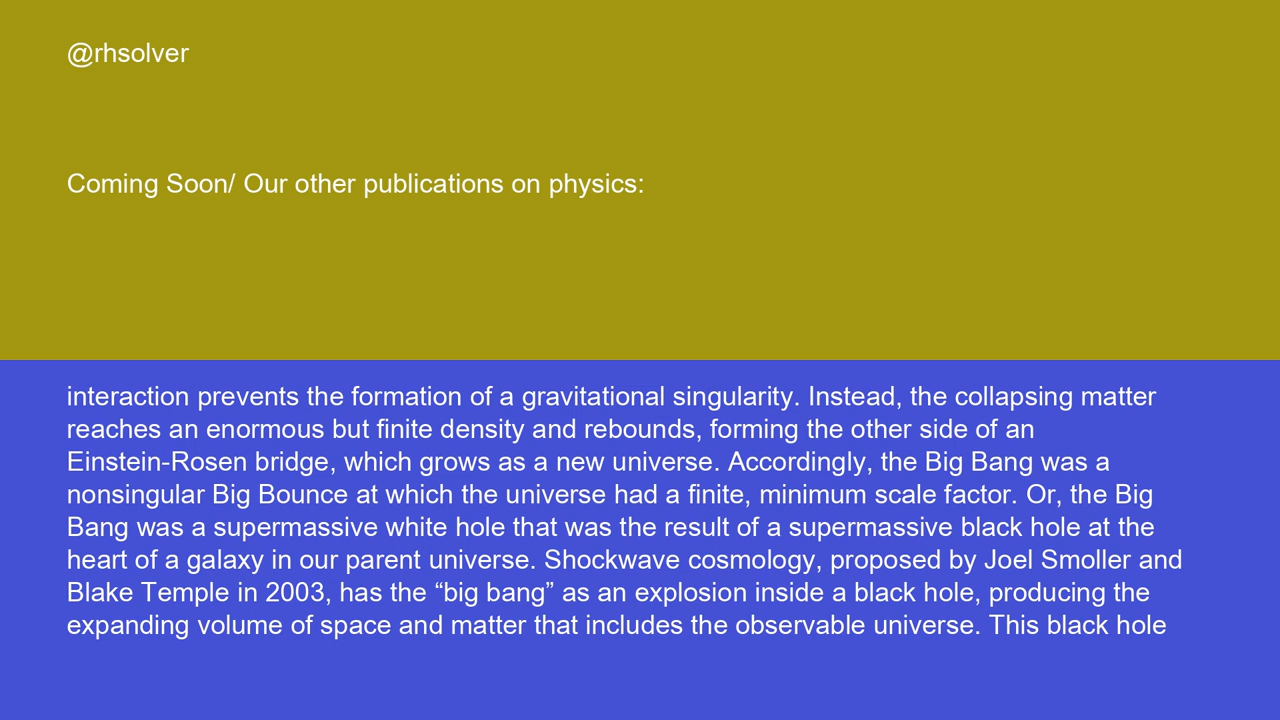 @rhsolver
Coming Soon/ Our other publications on physics:
interaction prevents the formation of a gravitational singularity. Instead, the collapsing matter
reaches an enormous but finite density and rebounds, forming the other side of an
Einstein-Rosen bridge, which grows as a new universe. Accordingly, the Big Bang was a
nonsingular Big Bounce at which the universe had a finite, minimum scale factor. Or, the Big
Bang was a supermassive white hole that was the result of a supermassive black hole at the
heart of a galaxy in our parent universe. Shockwave cosmology, proposed by Joel Smoller and
Blake Temple in 2003, has the “big bang” as an explosion inside a black hole, producing the
expanding volume of space and matter that includes the observable universe. This black hole